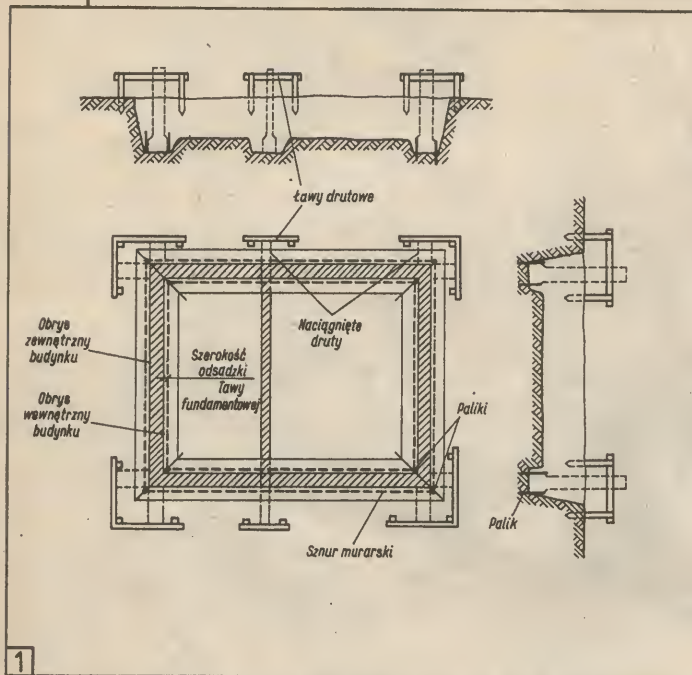 Ławy drutowe
Obrys
zewnętrzny
budynku
Szerokość
odsadzki
ławy
fundamentowej
Naciągnięte
druty
Obrys
wewnętrzny
budynku
Paliki
Sznur murarski
Palik
1